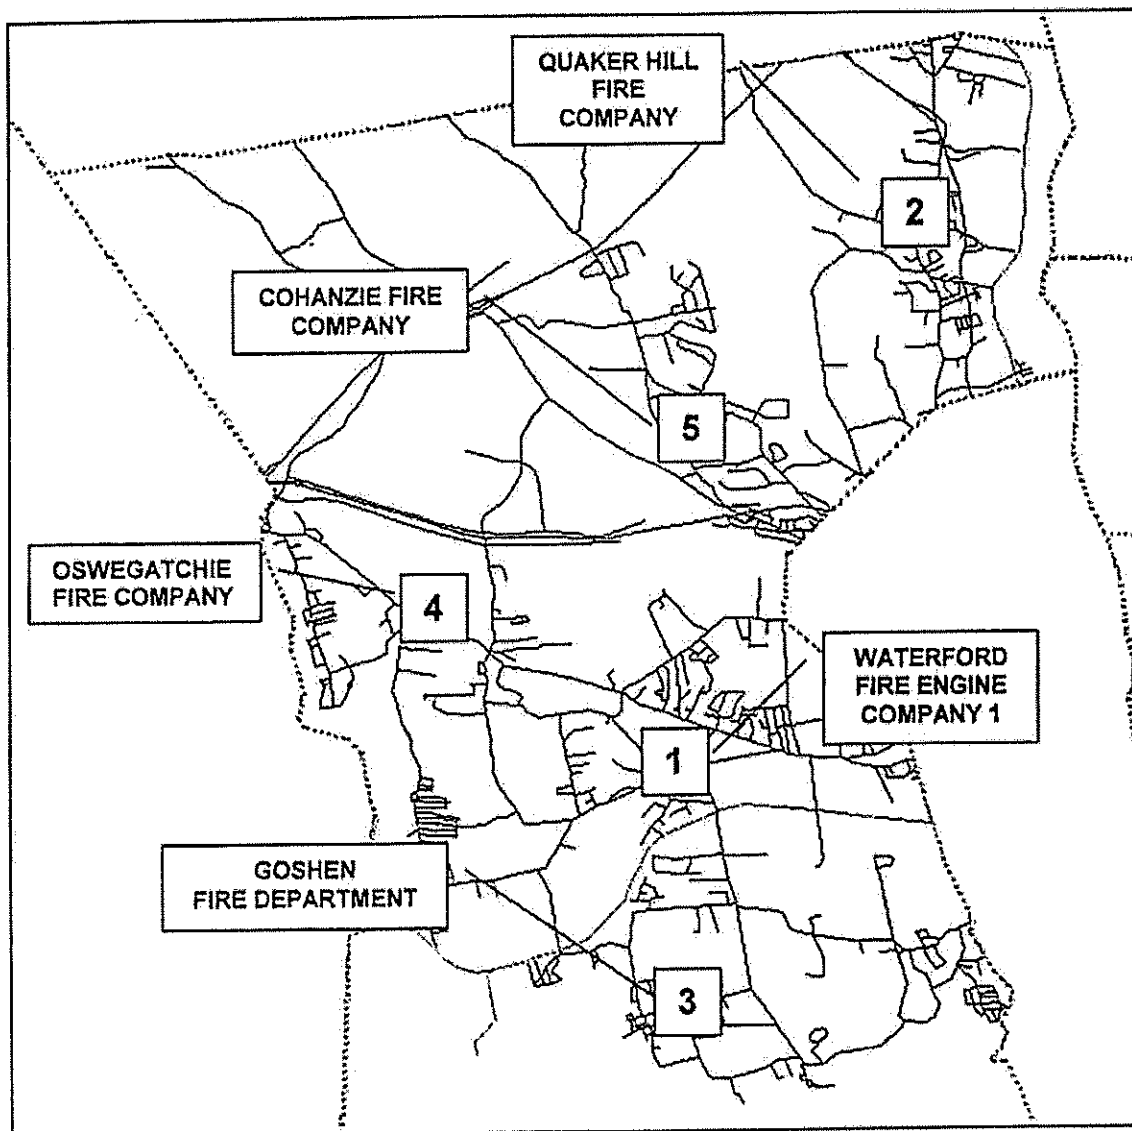 QUAKER HILL
FIRE
COMPANY
2
COHANZIE FIRE
COMPANY
5
OSWEGATCHIE
FIRE COMPANY
4
WATERFORD
FIRE ENGINE
COMPANY 1
1
GOSHEN
FIRE DEPARTMENT
3